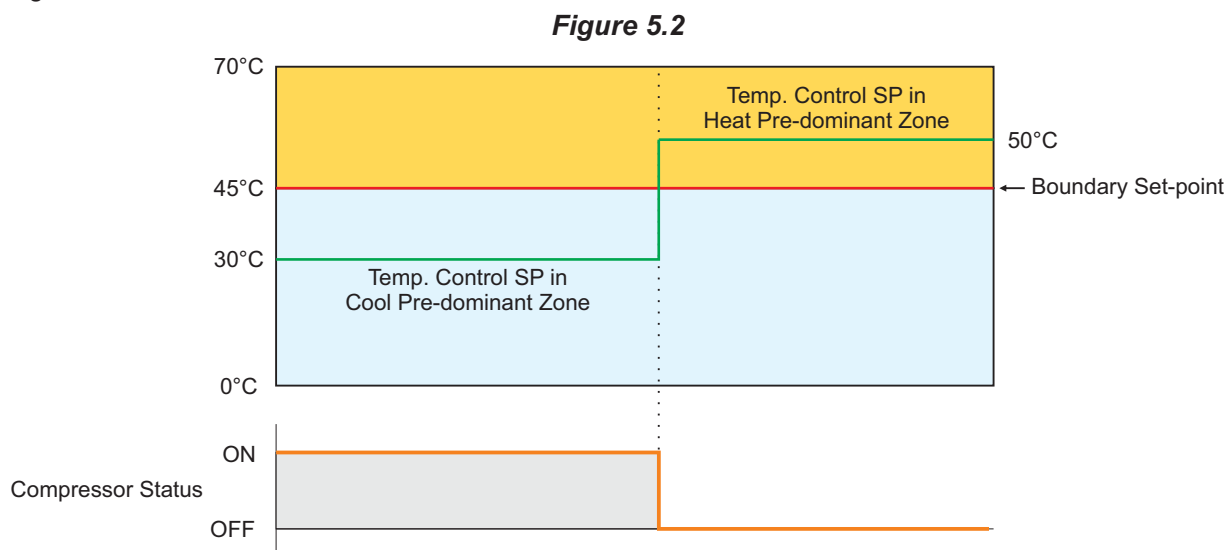 Figure 5.2
70°C
Temp. Control SP in
Heat Pre-dominant Zone
50°C
45°C
← Boundary Set-point
30°C
Temp. Control SP in
Cool Pre-dominant Zone
0°C
ON
Compressor Status
OFF